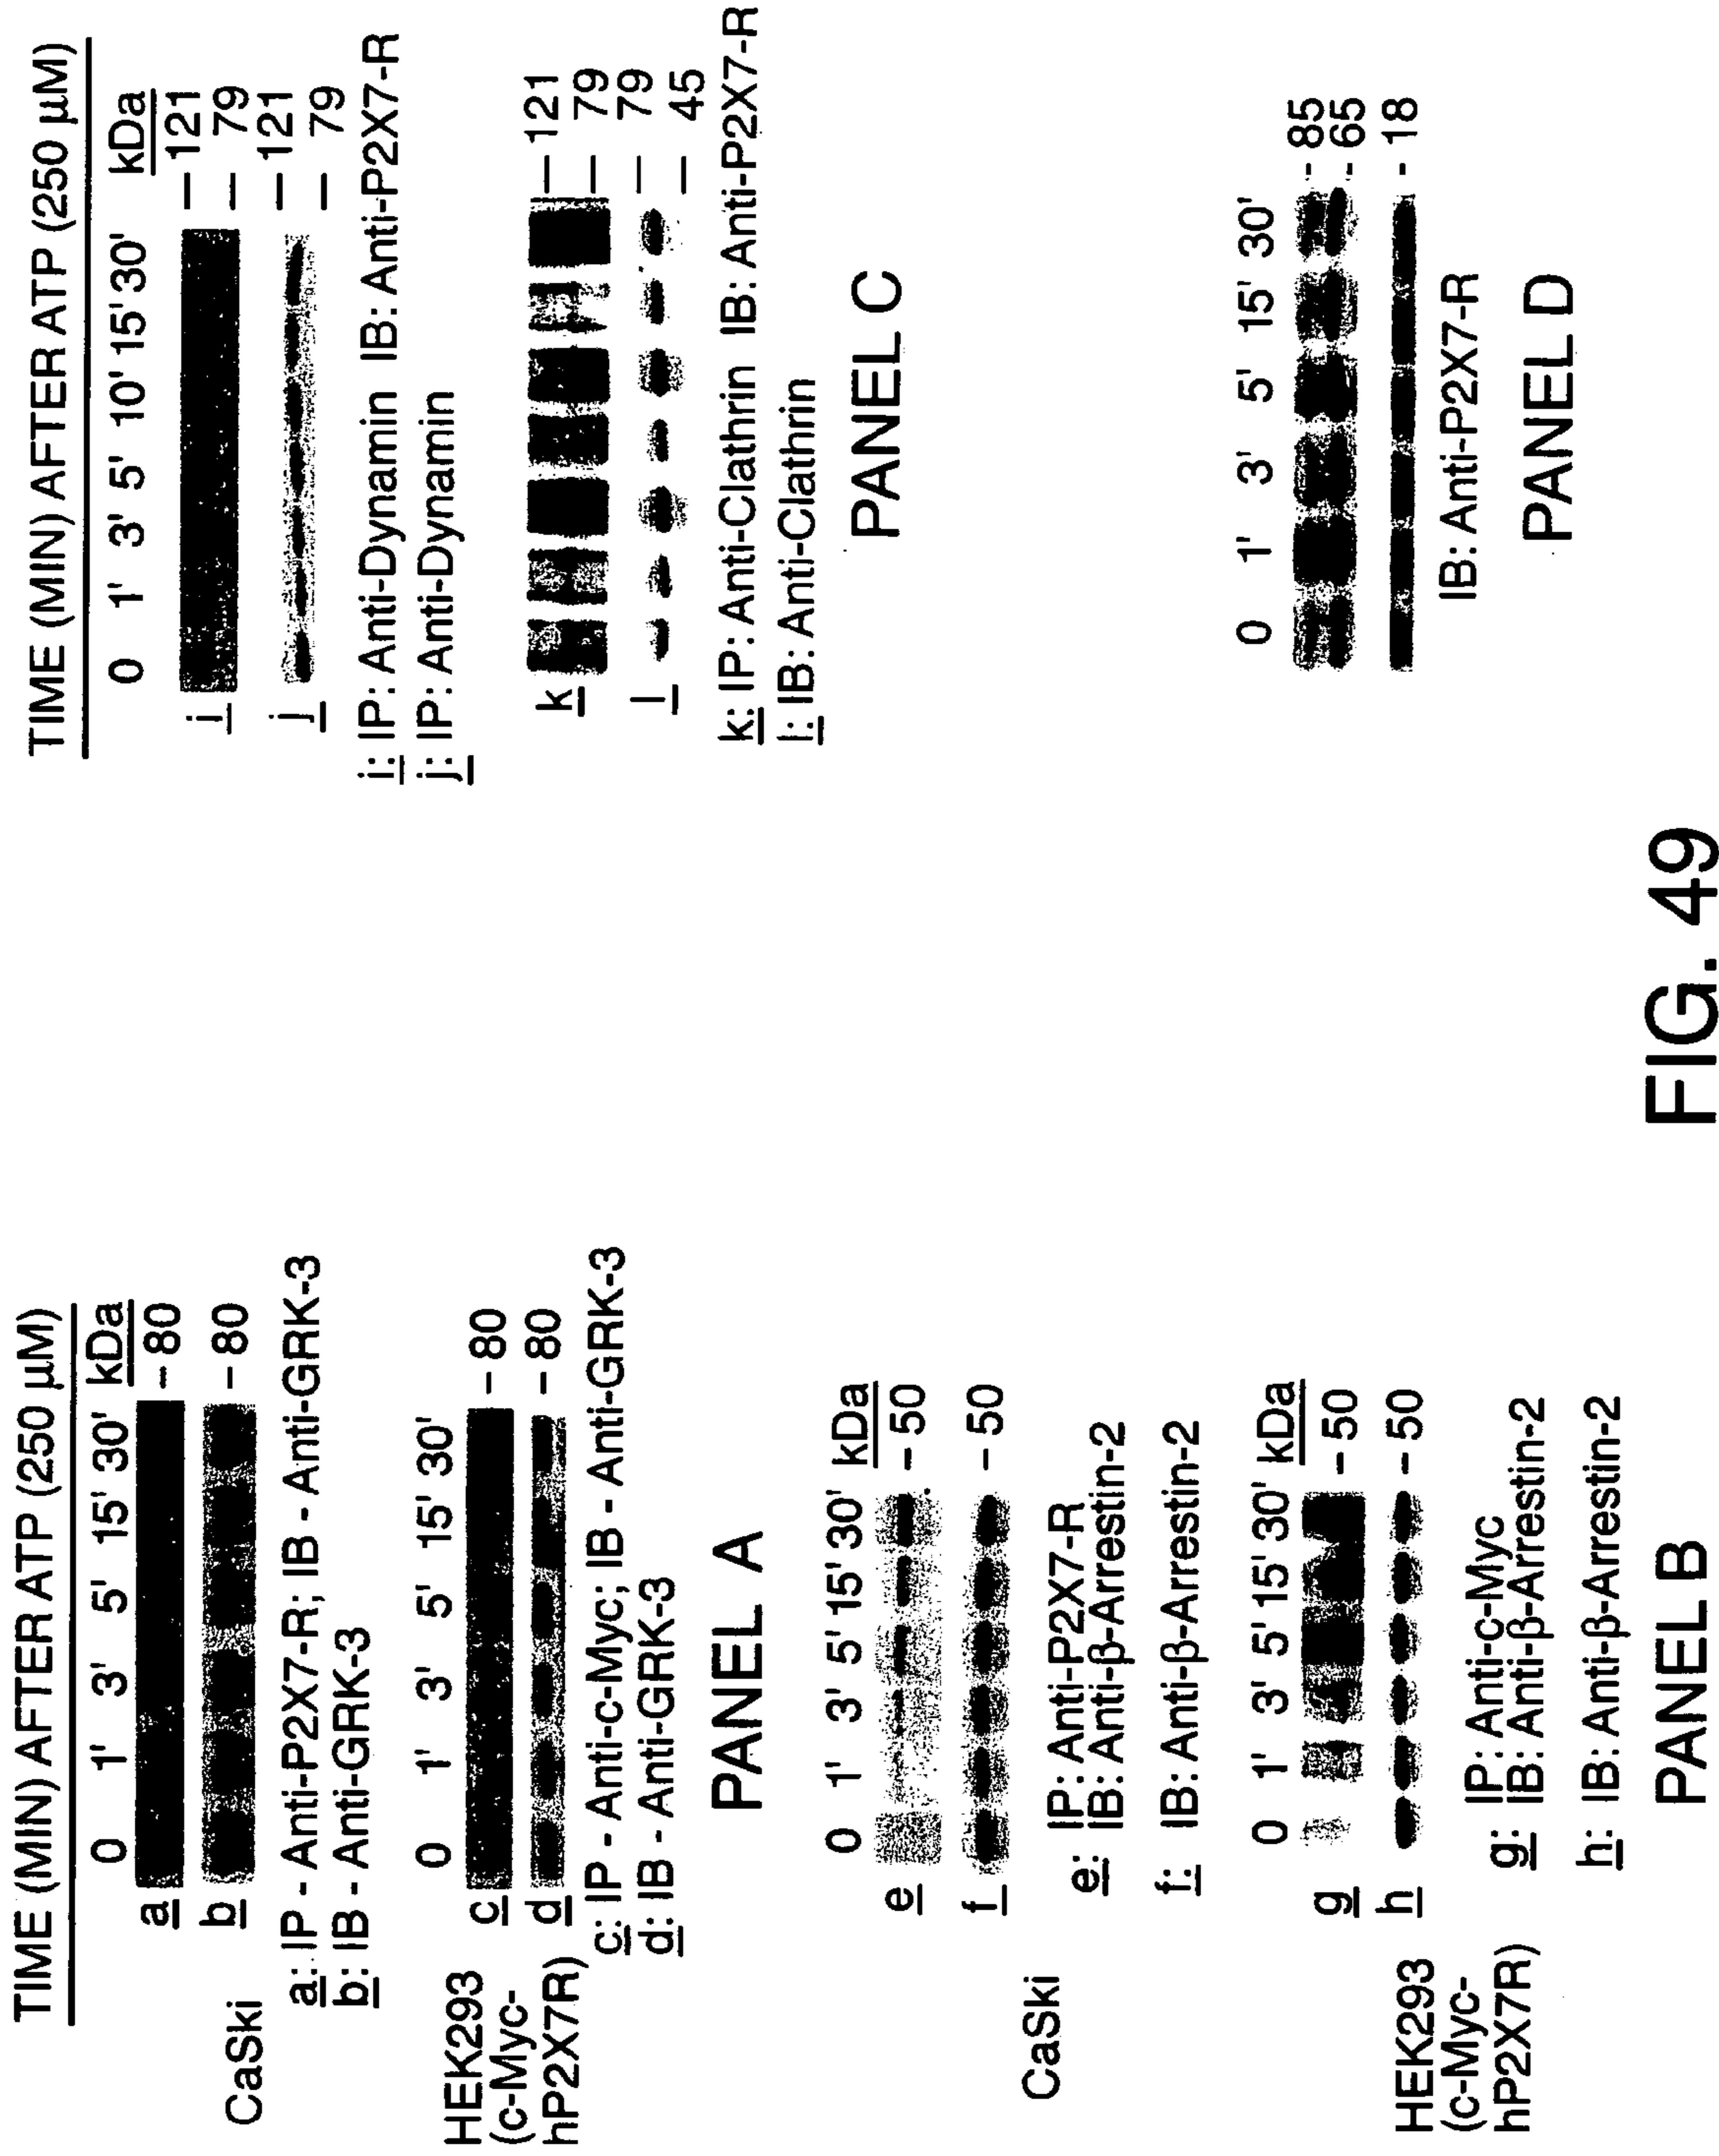 TIME (MIN) AFTER ATP (250 µM)
0 1' 3' 5' 15' 30' kDa
a 80
CaSki
b 80
a: IP - Anti-P2X7-R; IB - Anti-GRK-3
b: IB - Anti-GRK-3
0 1' 3' 5' 15' 30'
HEK293
(c-Myc-
hP2X7R)
c 80
d 80
c: IP - Anti-c-Myc; IB - Anti-GRK-3
d: IB - Anti-GRK-3
PANEL A
0 1' 3' 5' 15' 30' kDa
e 50
f 50
CaSki
e: IP: Anti-P2X7-R
IB: Anti-β-Arrestin-2
f: IB: Anti-β-Arrestin-2
0 1' 3' 5' 15' 30' kDa
g 50
h 50
HEK293
(c-Myc-
hP2X7R)
g: IP: Anti-c-Myc
IB: Anti-β-Arrestin-2
h: IB: Anti-β-Arrestin-2
PANEL B
TIME (MIN) AFTER ATP (250 µM)
0 1' 3' 5' 10' 15' 30' kDa
i 121
79
j 121
79
i: IP: Anti-Dynamin IB: Anti-P2X7-R
j: IP: Anti-Dynamin
k 121
79
l 79
45
k: IP: Anti-Clathrin IB: Anti-P2X7-R
l: IB: Anti-Clathrin
PANEL C
0 1' 3' 5' 15' 30'
85
65
18
IB: Anti-P2X7-R
PANEL D
FIG. 49